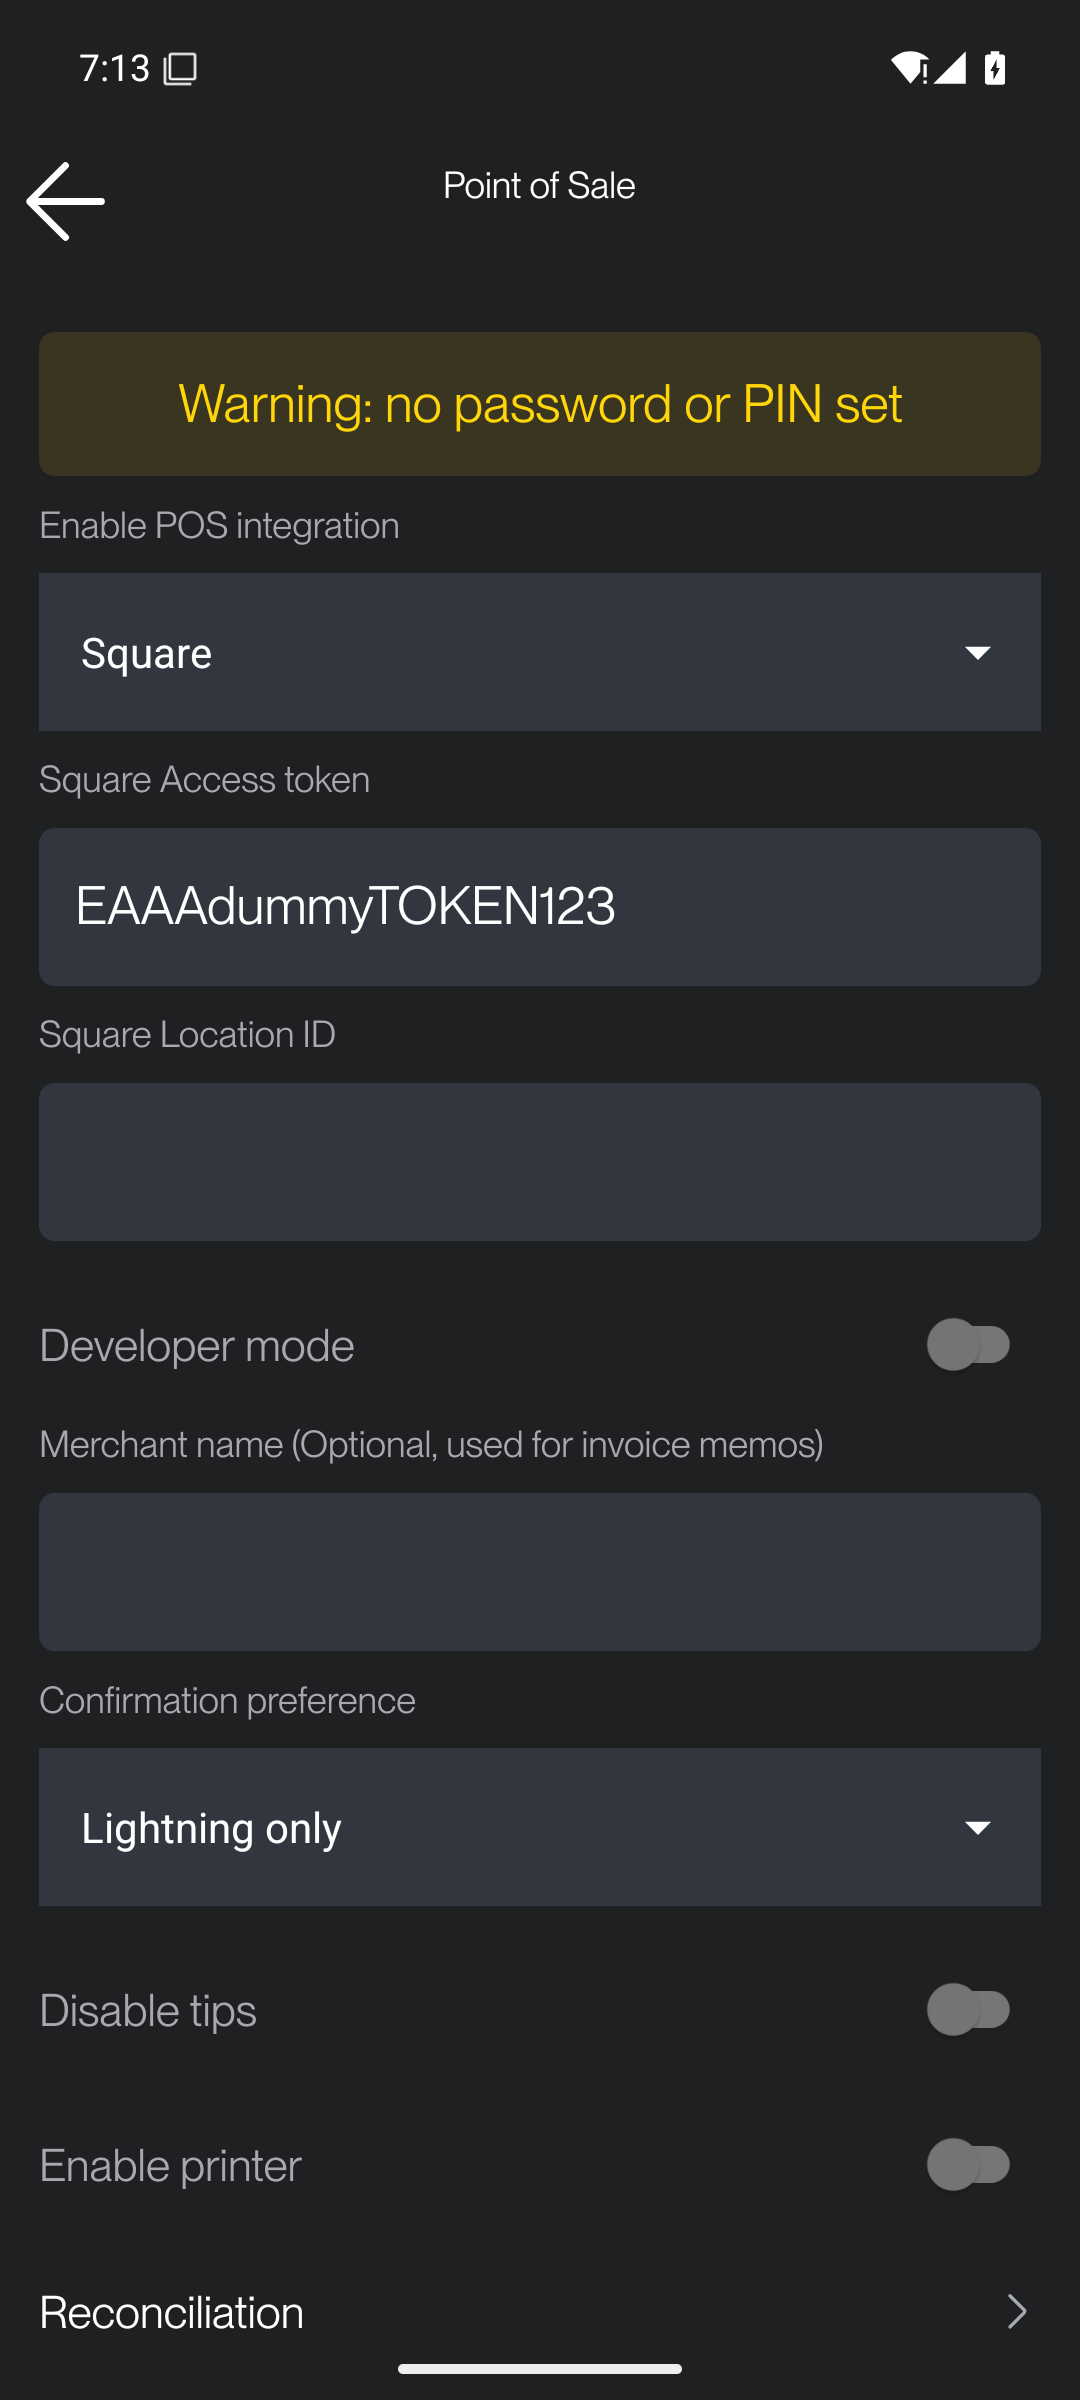 7:13
Point of Sale
Warning: no password or PIN set
Enable POS integration
Square
Square Access token
EAAAdummyTOKEN123
Square Location ID
Developer mode
Merchant name (Optional, used for invoice memos)
Confirmation preference
Lightning only
Disable tips
Enable printer
Reconciliation